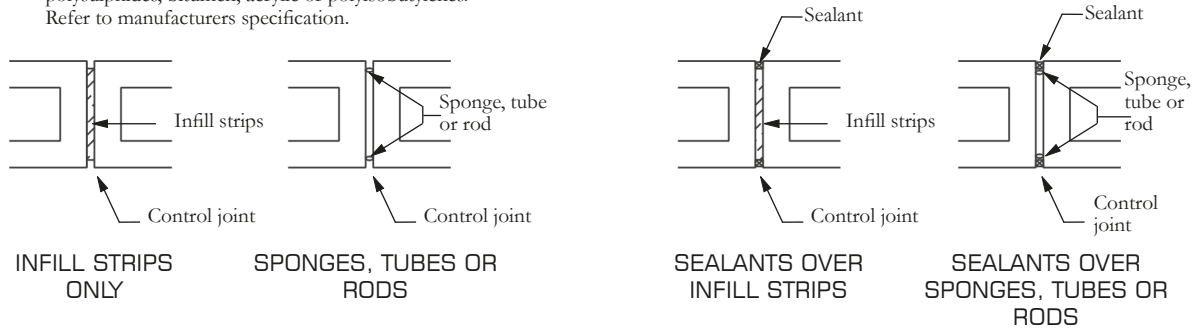 Refer to manufacturers specification.
Sealant
Sealant
Infill strips
Sponge, tube
or rod
Infill strips
Sponge,
tube or
rod
Control joint
Control joint
Control joint
Control
joint
INFILL STRIPS
ONLY
SPONGES, TUBES OR
RODS
SEALANTS OVER
INFILL STRIPS
SEALANTS OVER
SPONGES, TUBES OR
RODS